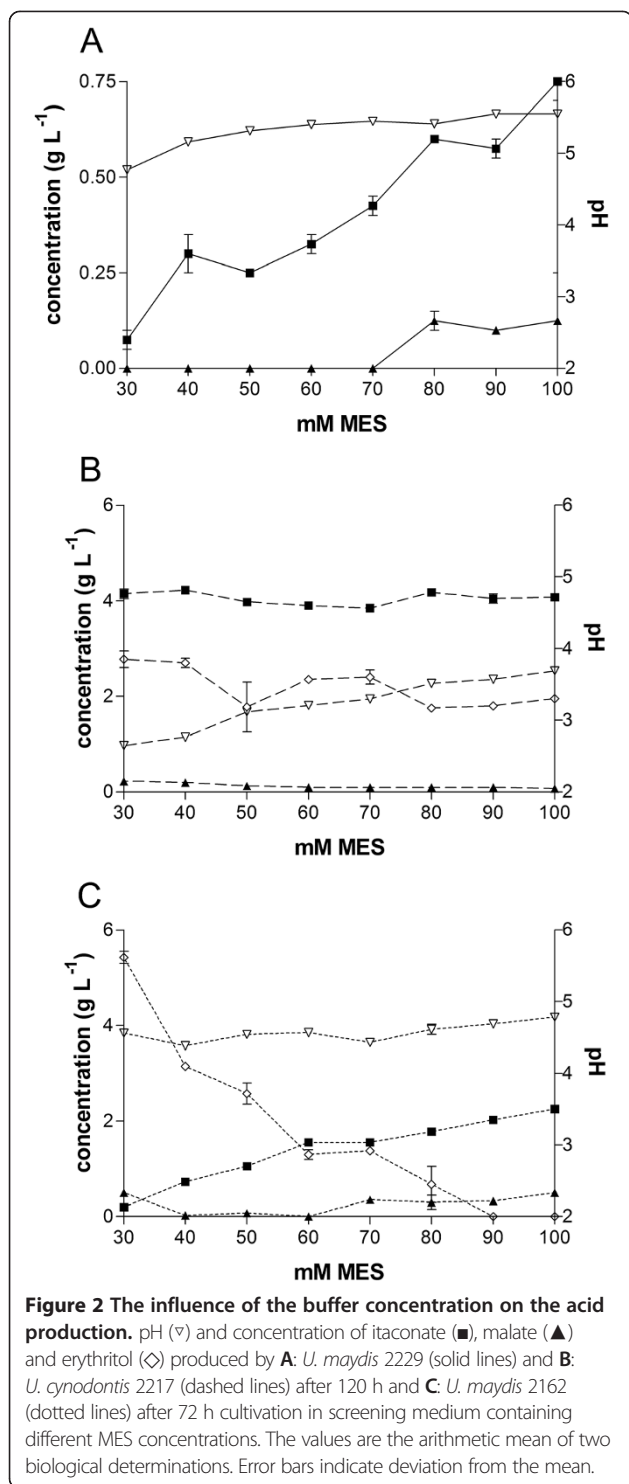 A
concentration (g L⁻¹)
0.75
0.50
0.25
0.00
6
5
4
3
2
pH
30 40 50 60 70 80 90 100
mM MES
B
concentration (g L⁻¹)
6
4
2
0
6
5
4
3
2
pH
30 40 50 60 70 80 90 100
mM MES
C
concentration (g L⁻¹)
6
4
2
0
6
5
4
3
2
pH
30 40 50 60 70 80 90 100
mM MES
Figure 2 The influence of the buffer concentration on the acid
production. pH (▽) and concentration of itaconate (■), malate (▲)
and erythritol (◇) produced by A: U. maydis 2229 (solid lines) and B:
U. cynodontis 2217 (dashed lines) after 120 h and C: U. maydis 2162
(dotted lines) after 72 h cultivation in screening medium containing
different MES concentrations. The values are the arithmetic mean of two
biological determinations. Error bars indicate deviation from the mean.